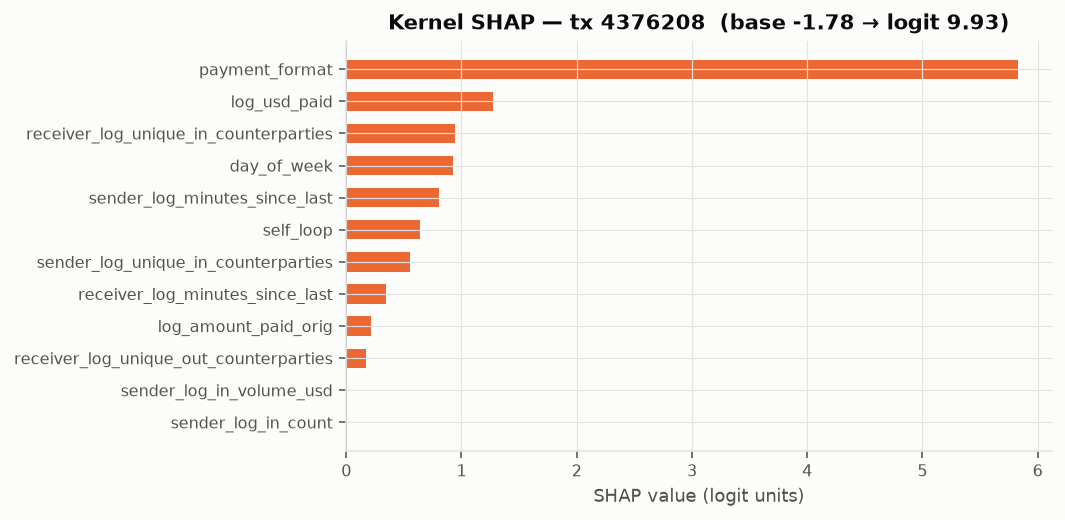 Kernel SHAP — tx 4376208  (base -1.78 → logit 9.93)
payment_format
log_usd_paid
receiver_log_unique_in_counterparties
day_of_week
sender_log_minutes_since_last
self_loop
sender_log_unique_in_counterparties
receiver_log_minutes_since_last
log_amount_paid_orig
receiver_log_unique_out_counterparties
sender_log_in_volume_usd
sender_log_in_count
0 1 2 3 4 5 6
SHAP value (logit units)